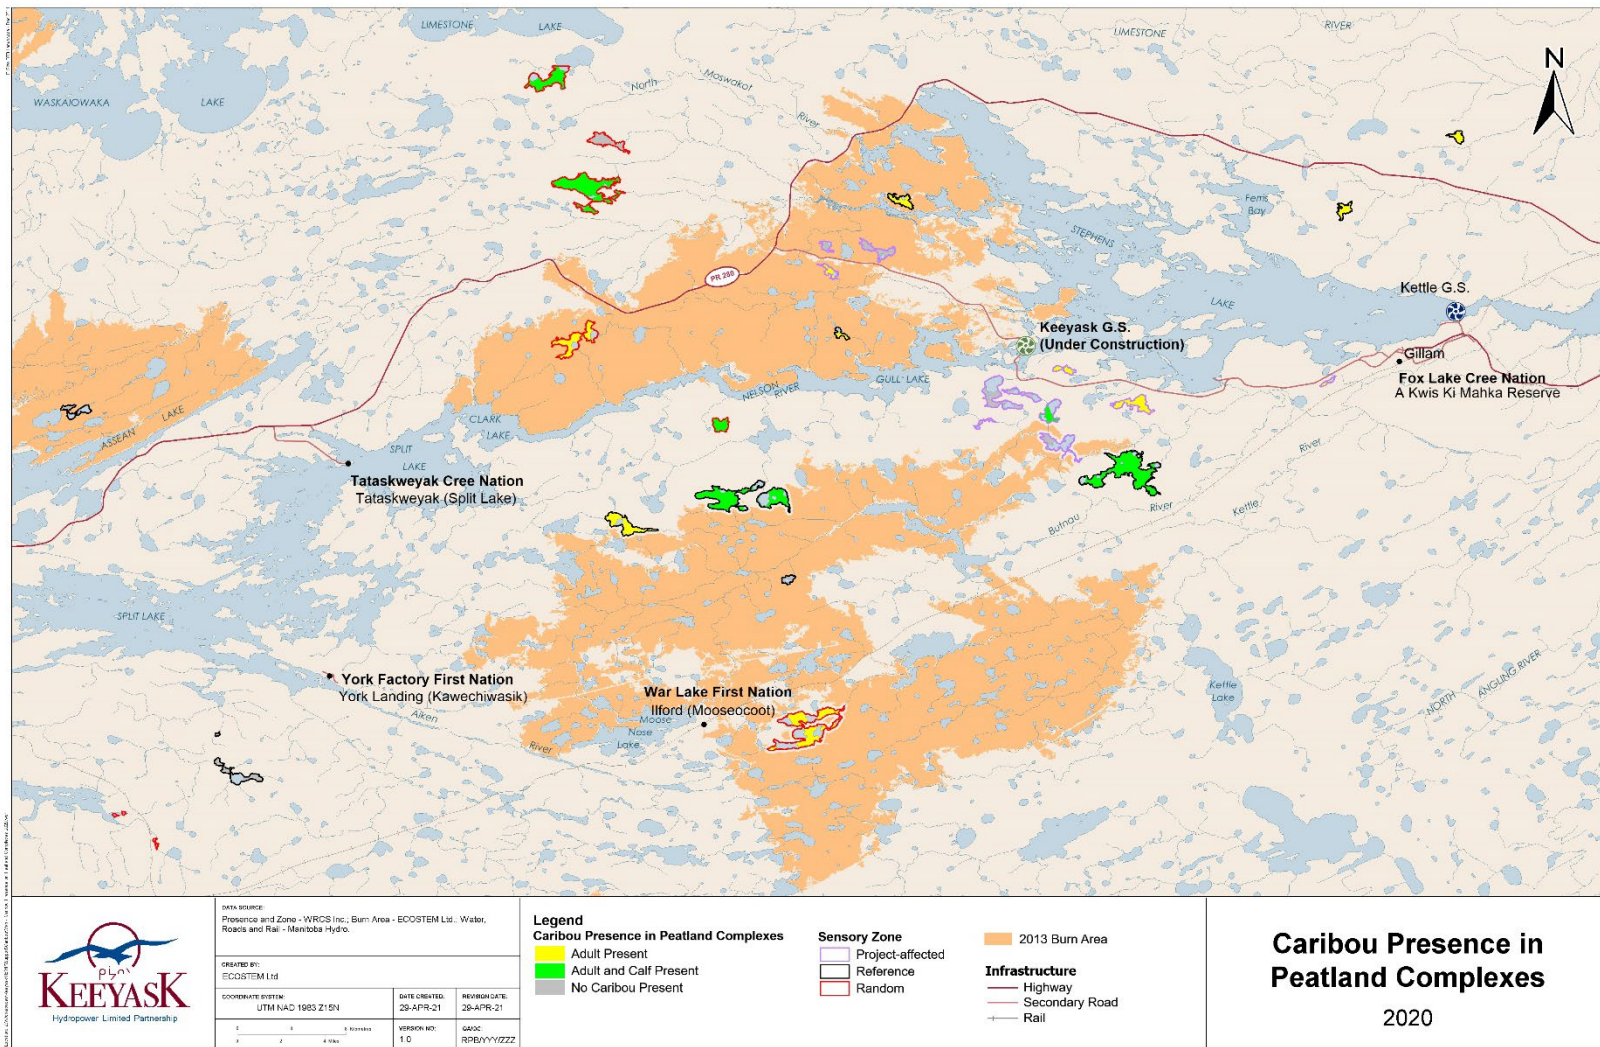 LIMESTONE LAKE
LIMESTONE RIVER
WASKAIOWAKA LAKE
North Moswakot River
N
Ferris
Bay
STEPHENS LAKE
PR 280
Kettle G.S.
Keeyask G.S.
(Under Construction)
Gillam
Fox Lake Cree Nation
A Kwis Ki Mahka Reserve
GULL LAKE
NELSON
RIVER
ASSEAN LAKE
CLARK
LAKE
SPLIT
LAKE
Tataskweyak Cree Nation
Tataskweyak (Split Lake)
Butnau River
Kettle River
SPLIT LAKE
York Factory First Nation
York Landing (Kawechiwasik)
Aiken River
War Lake First Nation
Ilford (Mooseocoot)
Moose
Nose
Lake
Kettle
Lake
NORTH ANGLING RIVER
KEEYASK
Hydropower Limited Partnership
DATA SOURCE:
Presence and Zone - WRCS Inc.; Burn Area - ECOSTEM Ltd.. Water,
Roads and Rail - Manitoba Hydro.
CREATED BY:
ECOSTEM Ltd
COORDINATE SYSTEM:
UTM NAD 1983 Z15N
DATE CREATED:
29-APR-21
REVISION DATE:
29-APR-21
VERSION NO:
1.0
QA/QC:
RPB/YYY/ZZZ
Legend
Caribou Presence in Peatland Complexes
Adult Present
Adult and Calf Present
No Caribou Present
Sensory Zone
Project-affected
Reference
Random
2013 Burn Area
Infrastructure
Highway
Secondary Road
Rail
Caribou Presence in
Peatland Complexes
2020